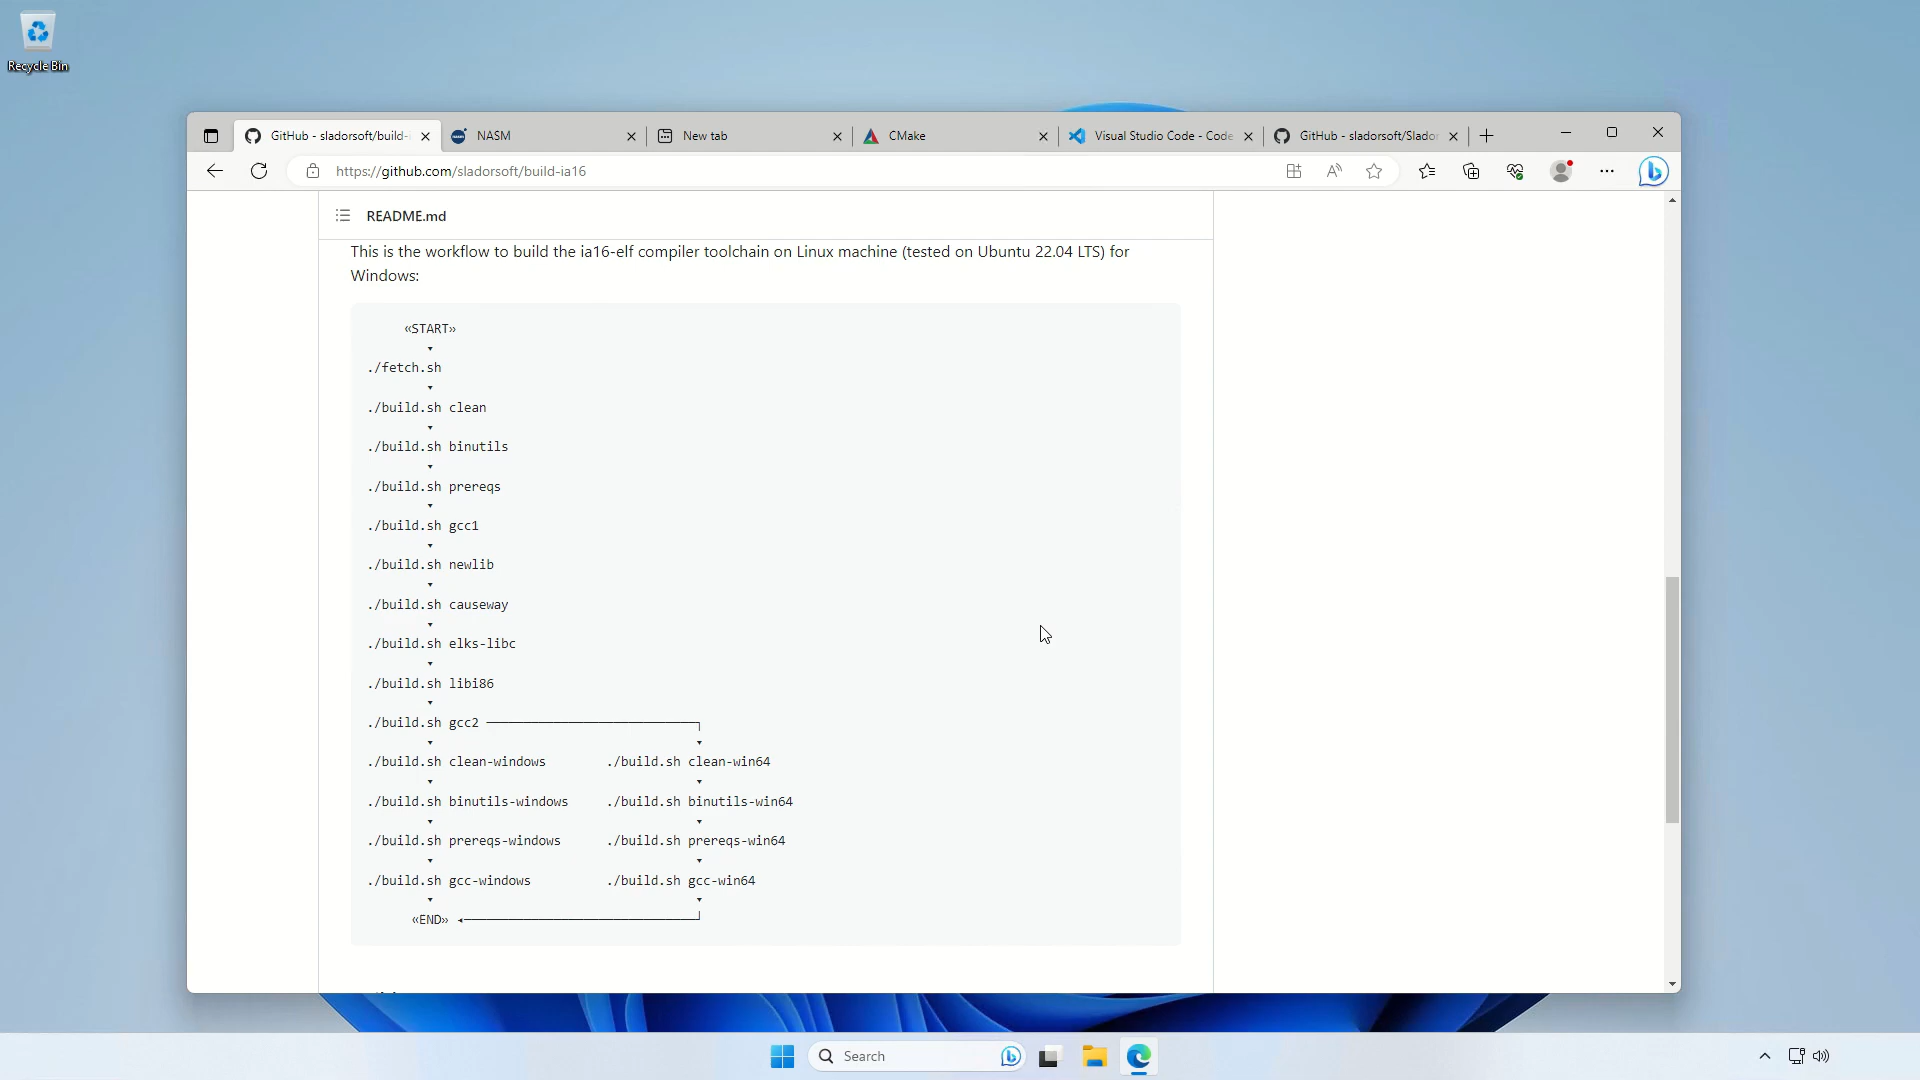 Recycle Bin
GitHub - sladorsoft/build-
NASM
New tab
CMake
Visual Studio Code - Code
GitHub - sladorsoft/Slador
https://github.com/sladorsoft/build-ia16
README.md
This is the workflow to build the ia16-elf compiler toolchain on Linux machine (tested on Ubuntu 22.04 LTS) for
Windows:
«START»
./fetch.sh
./build.sh clean
./build.sh binutils
./build.sh prereqs
./build.sh gcc1
./build.sh newlib
./build.sh causeway
./build.sh elks-libc
./build.sh libi86
./build.sh gcc2
./build.sh clean-windows ./build.sh clean-win64
./build.sh binutils-windows ./build.sh binutils-win64
./build.sh prereqs-windows ./build.sh prereqs-win64
./build.sh gcc-windows ./build.sh gcc-win64
«END»
Search